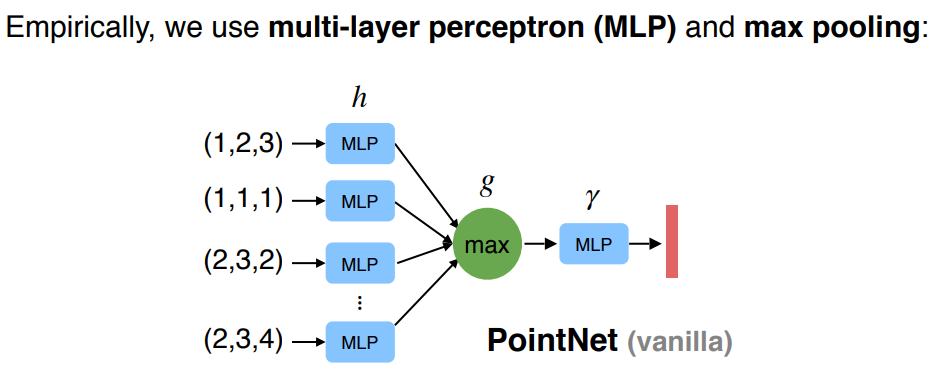 Empirically, we use multi-layer perceptron (MLP) and max pooling:
h
(1,2,3) MLP
(1,1,1) MLP
g
γ
(2,3,2) MLP
max
MLP
⋮
(2,3,4) MLP
PointNet (vanilla)